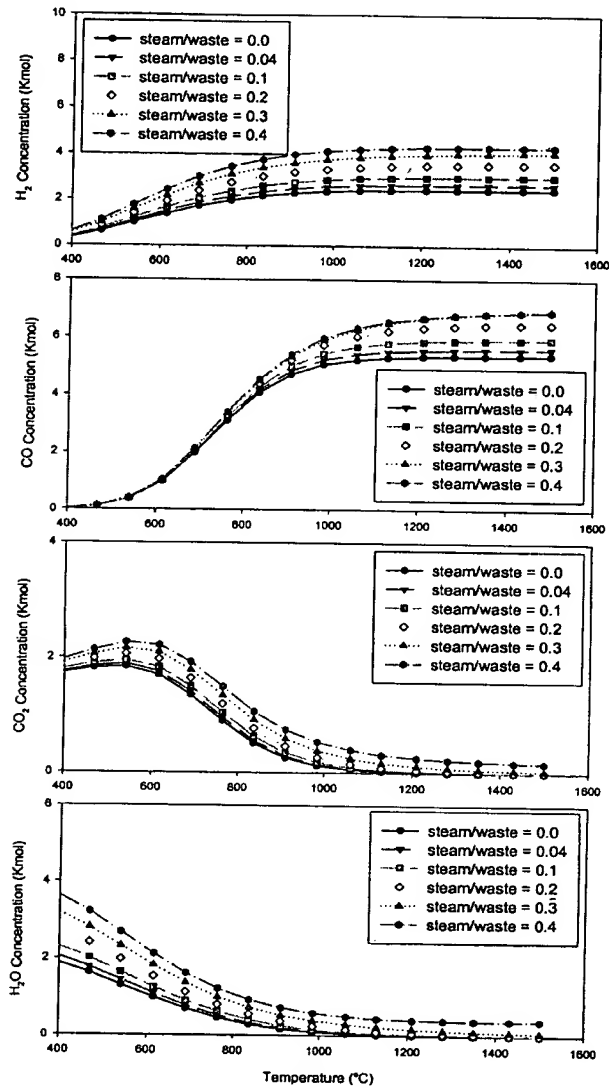 10
8
6
4
2
0
H2 Concentration (Kmol)
steam/waste = 0.0
steam/waste = 0.04
steam/waste = 0.1
steam/waste = 0.2
steam/waste = 0.3
steam/waste = 0.4
400 600 800 1000 1200 1400 1600
8
6
4
2
0
CO Concentration (Kmol)
steam/waste = 0.0
steam/waste = 0.04
steam/waste = 0.1
steam/waste = 0.2
steam/waste = 0.3
steam/waste = 0.4
400 600 800 1000 1200 1400 1600
4
2
0
CO2 Concentration (Kmol)
steam/waste = 0.0
steam/waste = 0.04
steam/waste = 0.1
steam/waste = 0.2
steam/waste = 0.3
steam/waste = 0.4
400 600 800 1000 1200 1400 1600
6
4
2
0
H2O Concentration (Kmol)
steam/waste = 0.0
steam/waste = 0.04
steam/waste = 0.1
steam/waste = 0.2
steam/waste = 0.3
steam/waste = 0.4
400 600 800 1000 1200 1400 1600
Temperature (°C)